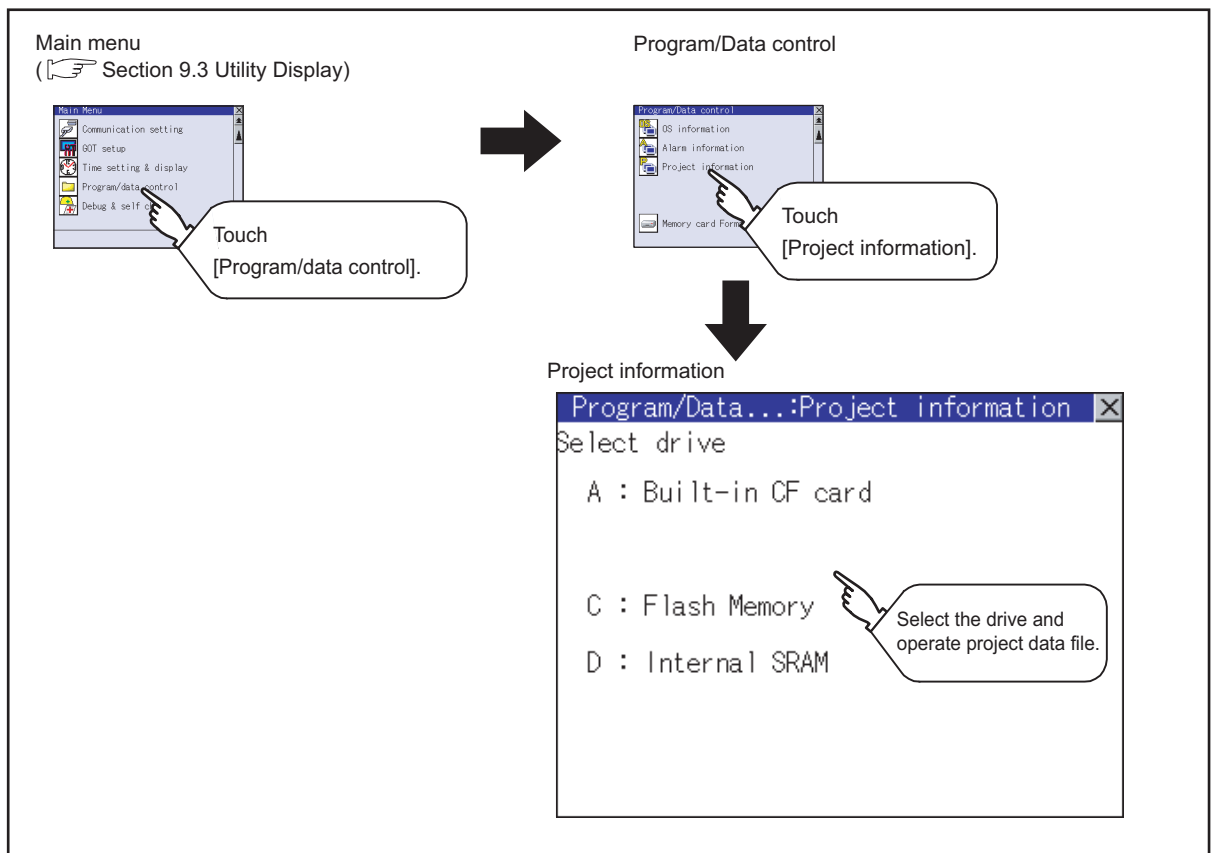 Main menu
( Section 9.3 Utility Display)
Main Menu
Communication setting
GOT setup
Time setting & display
Program/data control
Debug & self c
Touch
[Program/data control].
Program/Data control
Program/Data control
OS information
Alarm information
Project information
Memory card Form
Touch
[Project information].
Project information
Program/Data...:Project information
Select drive
A : Built-in CF card
C : Flash Memory
D : Internal SRAM
Select the drive and
operate project data file.